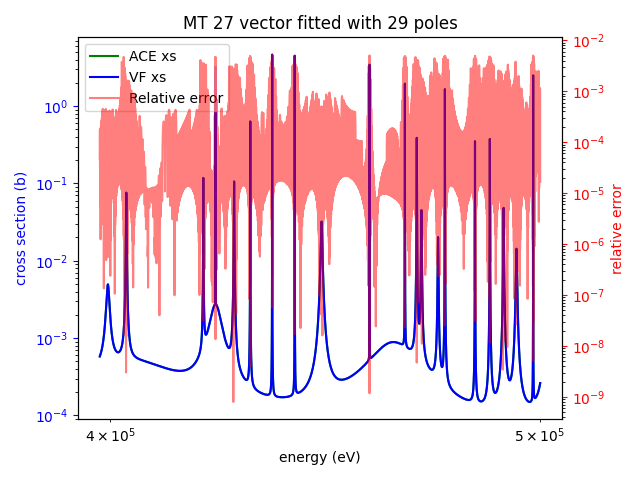 MT 27 vector fitted with 29 poles
ACE xs
VF xs
Relative error
cross section (b)
10⁰
10⁻¹
10⁻²
10⁻³
10⁻⁴
relative error
10⁻²
10⁻³
10⁻⁴
10⁻⁵
10⁻⁶
10⁻⁷
10⁻⁸
10⁻⁹
4 × 10⁵
5 × 10⁵
energy (eV)